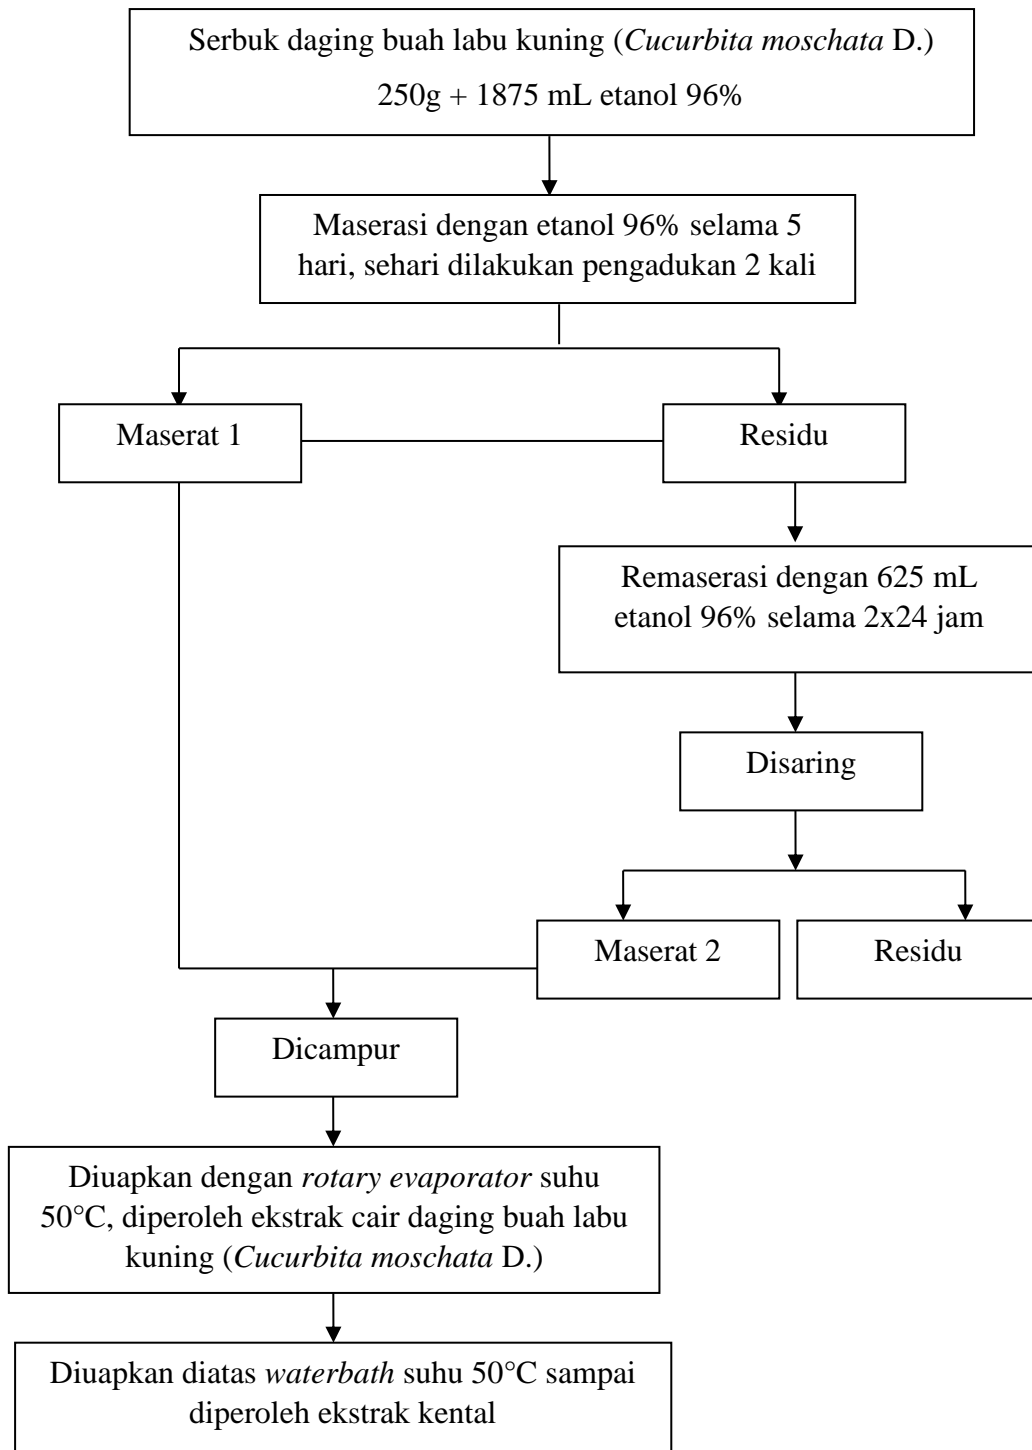 Serbuk daging buah labu kuning (Cucurbita moschata D.)
250g + 1875 mL etanol 96%
Maserasi dengan etanol 96% selama 5
hari, sehari dilakukan pengadukan 2 kali
Maserat 1
Residu
Remaserasi dengan 625 mL
etanol 96% selama 2x24 jam
Disaring
Maserat 2
Residu
Dicampur
Diuapkan dengan rotary evaporator suhu
50°C, diperoleh ekstrak cair daging buah labu
kuning (Cucurbita moschata D.)
Diuapkan diatas waterbath suhu 50°C sampai
diperoleh ekstrak kental